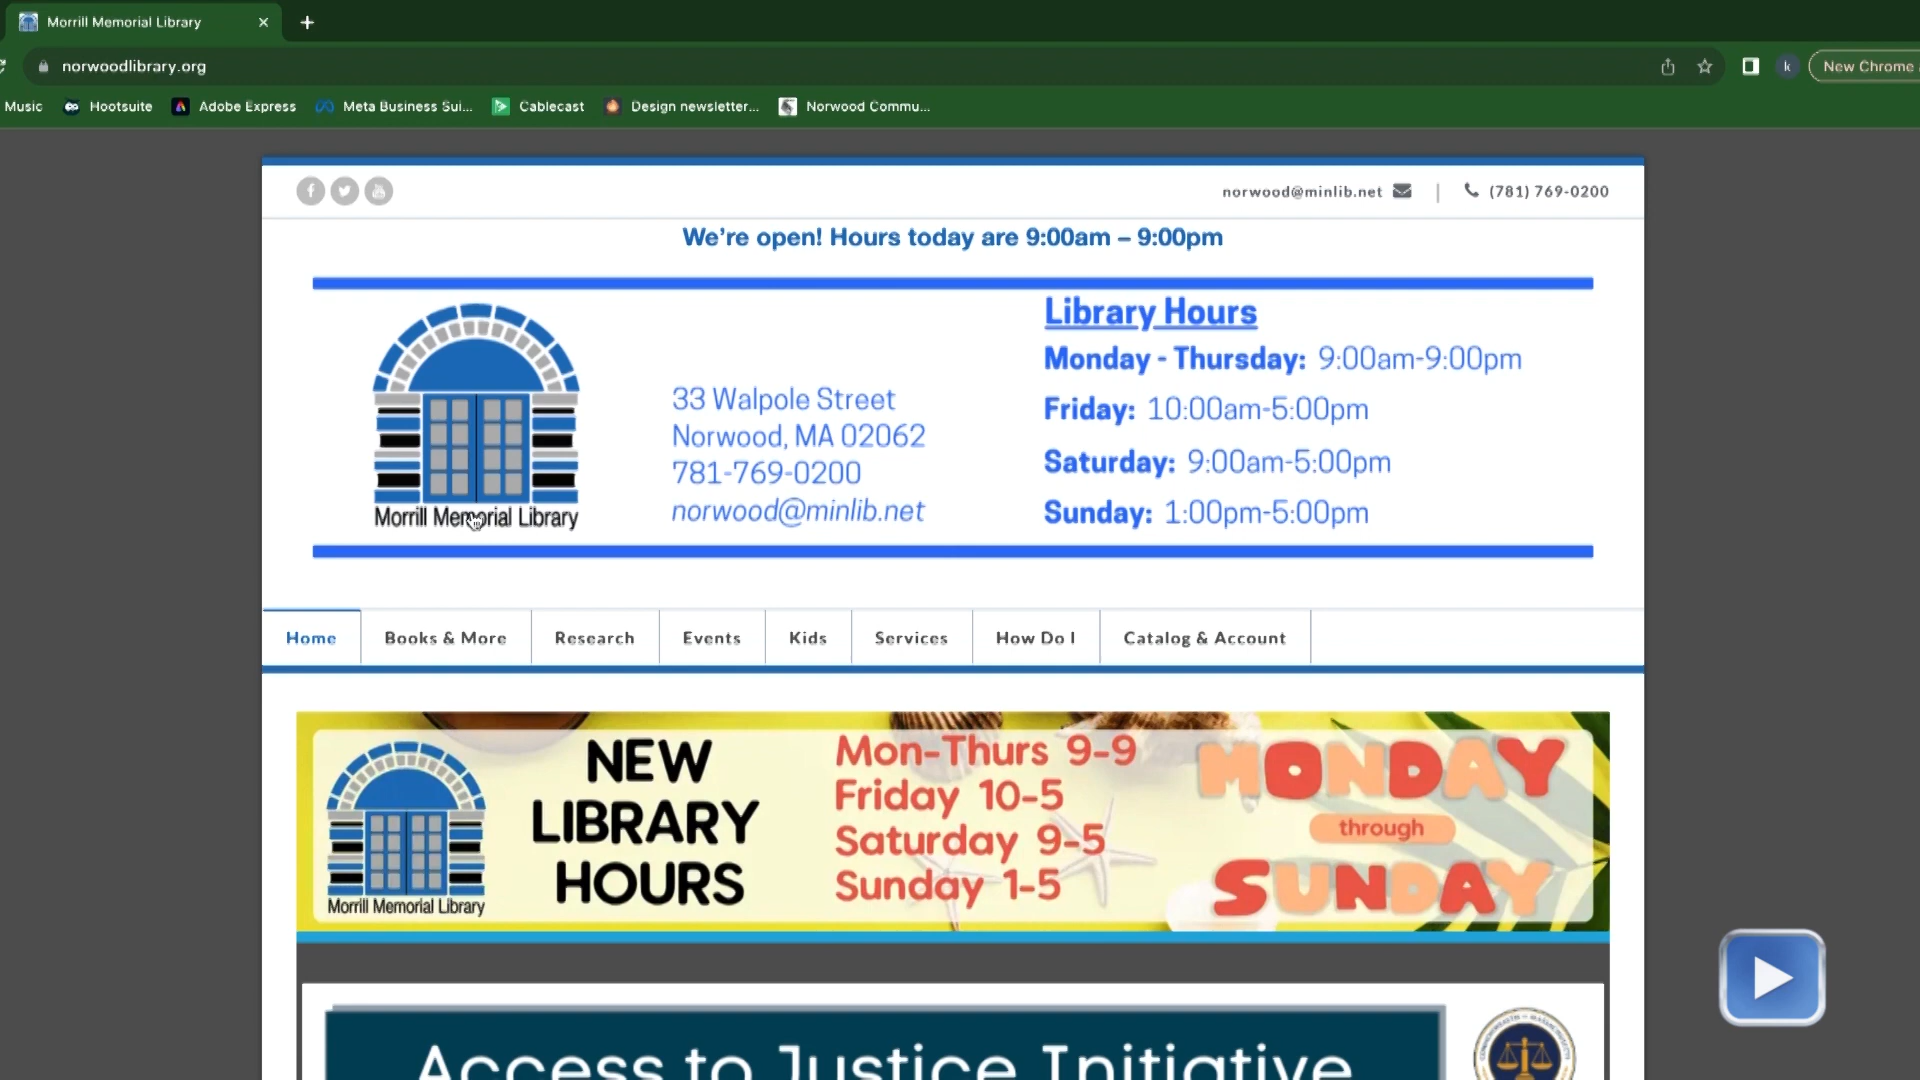 Morrill Memorial Library
norwoodlibrary.org
k
New Chrome
Music
Hootsuite
Adobe Express
Meta Business Sui...
Cablecast
Design newsletter...
Norwood Commu...
norwood@minlib.net | (781) 769-0200
We're open! Hours today are 9:00am – 9:00pm
Morrill Memorial Library
33 Walpole Street
Norwood, MA 02062
781-769-0200
norwood@minlib.net
Library Hours
Monday - Thursday: 9:00am-9:00pm
Friday: 10:00am-5:00pm
Saturday: 9:00am-5:00pm
Sunday: 1:00pm-5:00pm
Home
Books & More
Research
Events
Kids
Services
How Do I
Catalog & Account
Morrill Memorial Library
NEW
LIBRARY
HOURS
Mon-Thurs 9-9
Friday 10-5
Saturday 9-5
Sunday 1-5
MONDAY
through
SUNDAY
Access to Justice Initiative